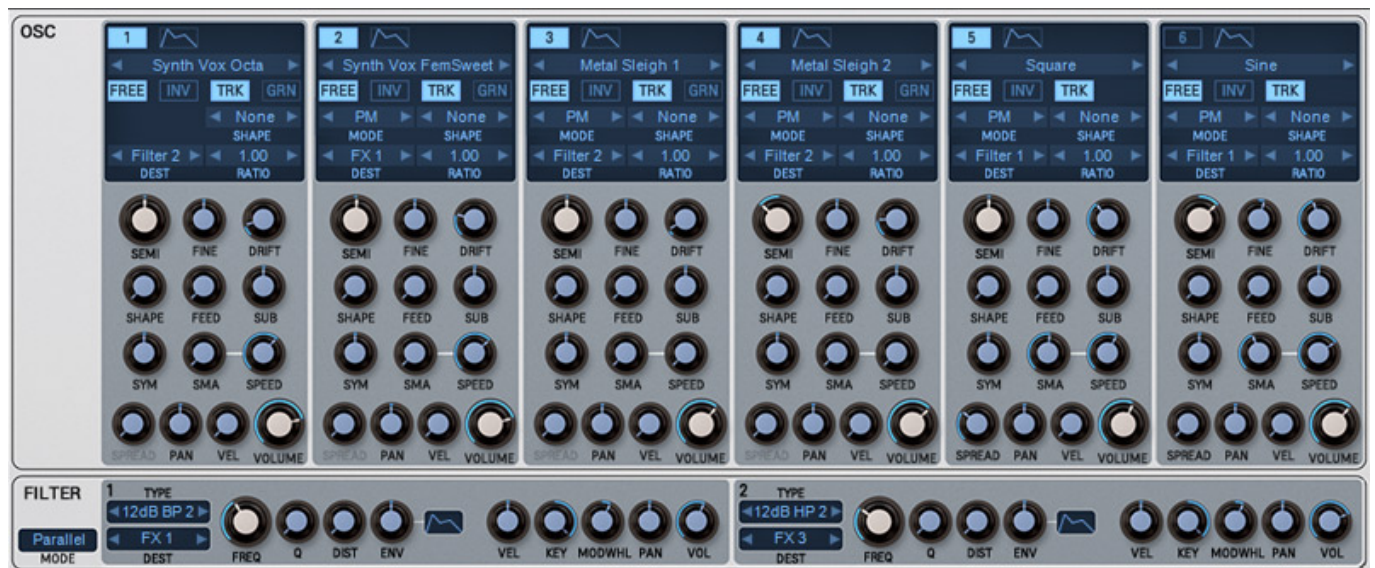 OSC
1 2 3 4 5 6
Synth Vox Octa Synth Vox FemSweet Metal Sleigh 1 Metal Sleigh 2 Square Sine
FREE INV TRK GRN FREE INV TRK GRN FREE INV TRK GRN FREE INV TRK GRN FREE INV TRK FREE INV TRK
None PM None PM None PM None PM None PM None
SHAPE MODE SHAPE MODE SHAPE MODE SHAPE MODE SHAPE MODE SHAPE
Filter 2 1.00 FX 1 1.00 Filter 2 1.00 Filter 2 1.00 Filter 1 1.00 Filter 1 1.00
DEST RATIO DEST RATIO DEST RATIO DEST RATIO DEST RATIO DEST RATIO
SEMI FINE DRIFT SEMI FINE DRIFT SEMI FINE DRIFT SEMI FINE DRIFT SEMI FINE DRIFT SEMI FINE DRIFT
SHAPE FEED SUB SHAPE FEED SUB SHAPE FEED SUB SHAPE FEED SUB SHAPE FEED SUB SHAPE FEED SUB
SYM SMA SPEED SYM SMA SPEED SYM SMA SPEED SYM SMA SPEED SYM SMA SPEED SYM SMA SPEED
SPREAD PAN VEL VOLUME SPREAD PAN VEL VOLUME SPREAD PAN VEL VOLUME SPREAD PAN VEL VOLUME SPREAD PAN VEL VOLUME SPREAD PAN VEL VOLUME
FILTER 1 TYPE 2 TYPE
12dB BP 2 12dB HP 2
Parallel FX 1 FX 3
MODE DEST FREQ Q DIST ENV VEL KEY MODWHL PAN VOL DEST FREQ Q DIST ENV VEL KEY MODWHL PAN VOL